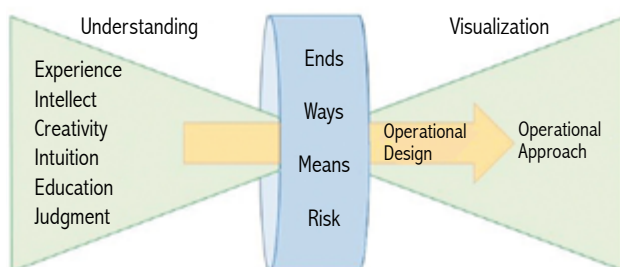 Understanding
Experience
Intellect
Creativity
Intuition
Education
Judgment
Ends
Ways
Means
Risk
Visualization
Operational
Design
Operational
Approach